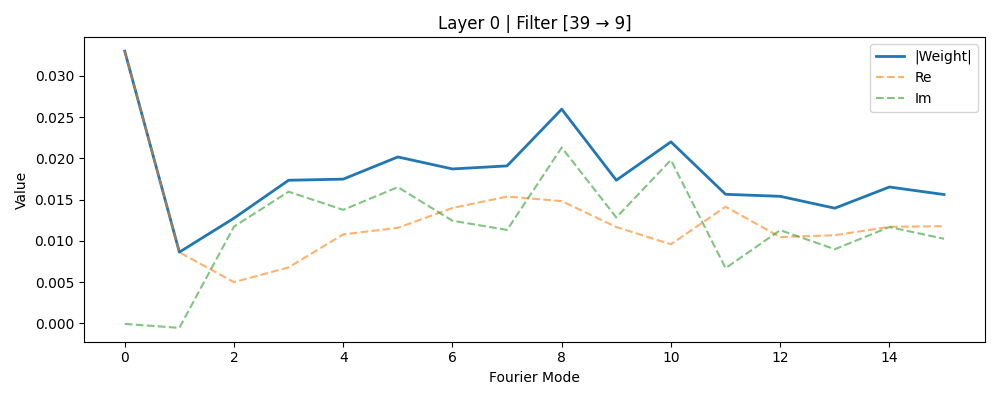 Layer 0 | Filter [39 → 9]
|Weight|
Re
Im
Value
0.030
0.025
0.020
0.015
0.010
0.005
0.000
0 2 4 6 8 10 12 14
Fourier Mode